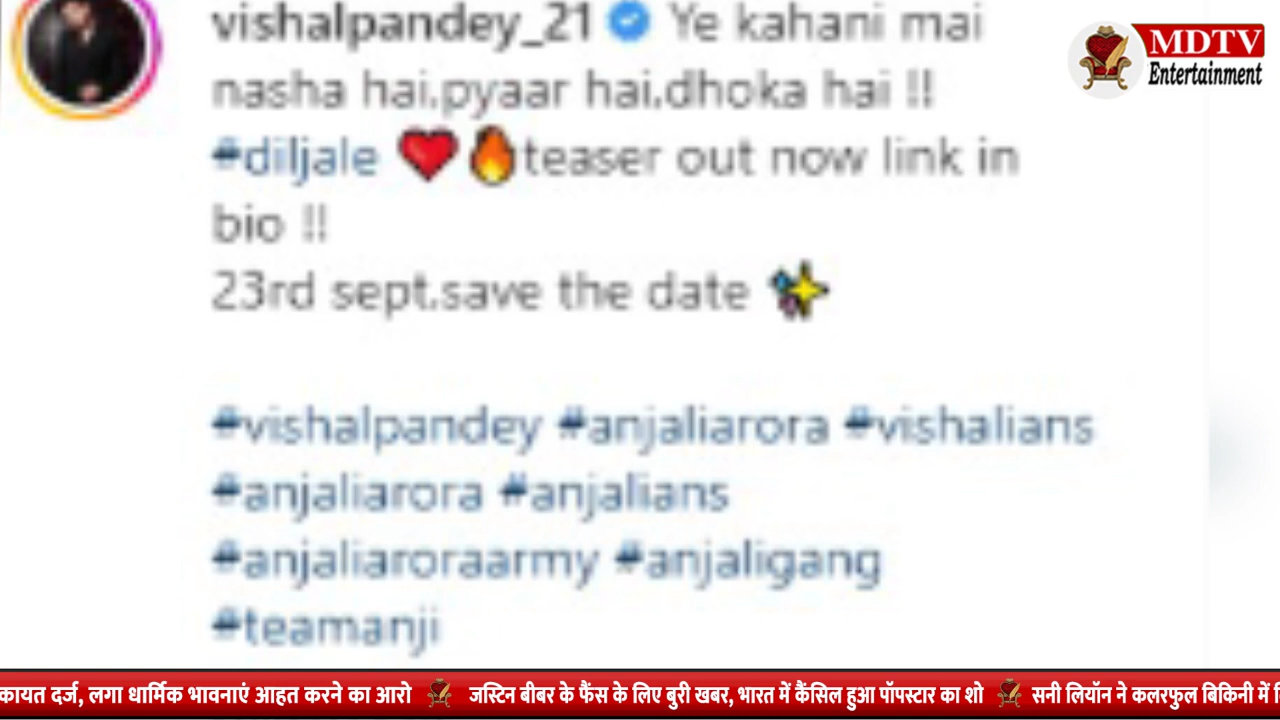 vishalpandey_21 Ye kahani mai
nasha hai.pyaar hai.dhoka hai !!
#diljale ❤️🔥teaser out now link in
bio !!
23rd sept.save the date ✨
#vishalpandey #anjaliarora #vishalians
#anjaliarora #anjalians
#anjaliaroraarmy #anjaligang
#teamanji
MDTV
Entertainment
कायत दर्ज, लगा धार्मिक भावनाएं आहत करने का आरो जस्टिन बीबर के फैंस के लिए बुरी खबर, भारत में कैंसिल हुआ पॉपस्टार का शो सनी लियॉन ने कलरफुल बिकिनी में